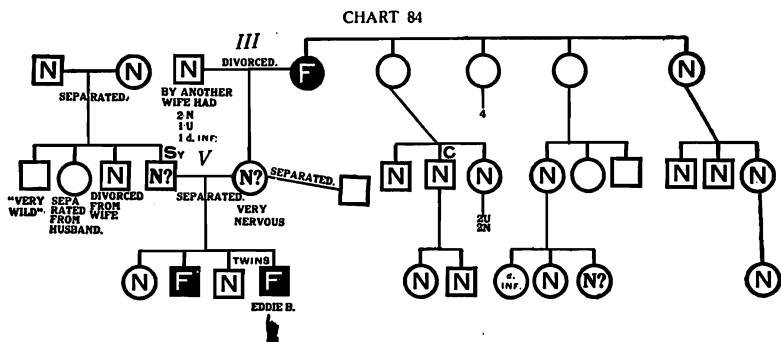 CHART 84
III
N N N DIVORCED. F N
SEPARATED. BY ANOTHER
WIFE HAD
2 N
1 U
1 d. INF.
4
Sy V C
N N? N? SEPARATED. N N N N N N N
"VERY WILD". SEPA RATED FROM HUSBAND. DIVORCED FROM WIFE SEPARATED. VERY NERVOUS
2U
2N
TWINS
N F N F N N d. INF. N N? N
EDDIE B.